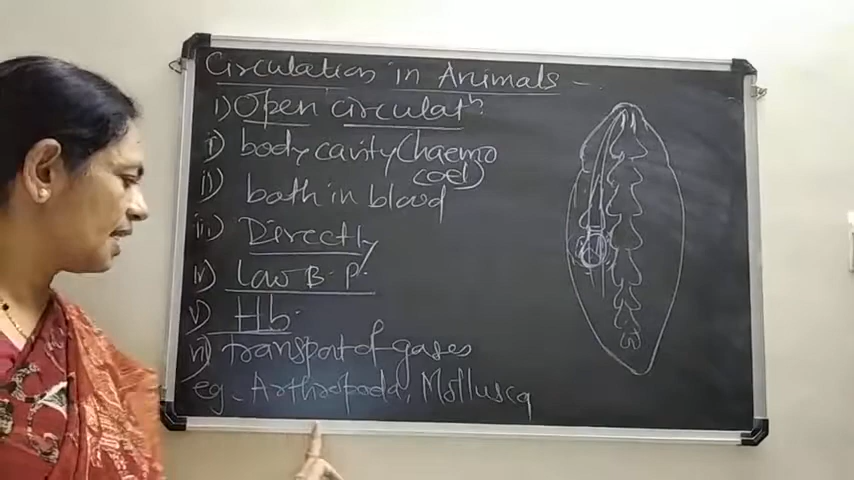 Circulation in Animals -
1) Open circulatn.
i) body cavity (haemo
coel)
ii) bath in blood
iii) Directly
iv) Low B.P.
v) Hb.
vi) transport of gases
eg. Arthropoda, Mollusca